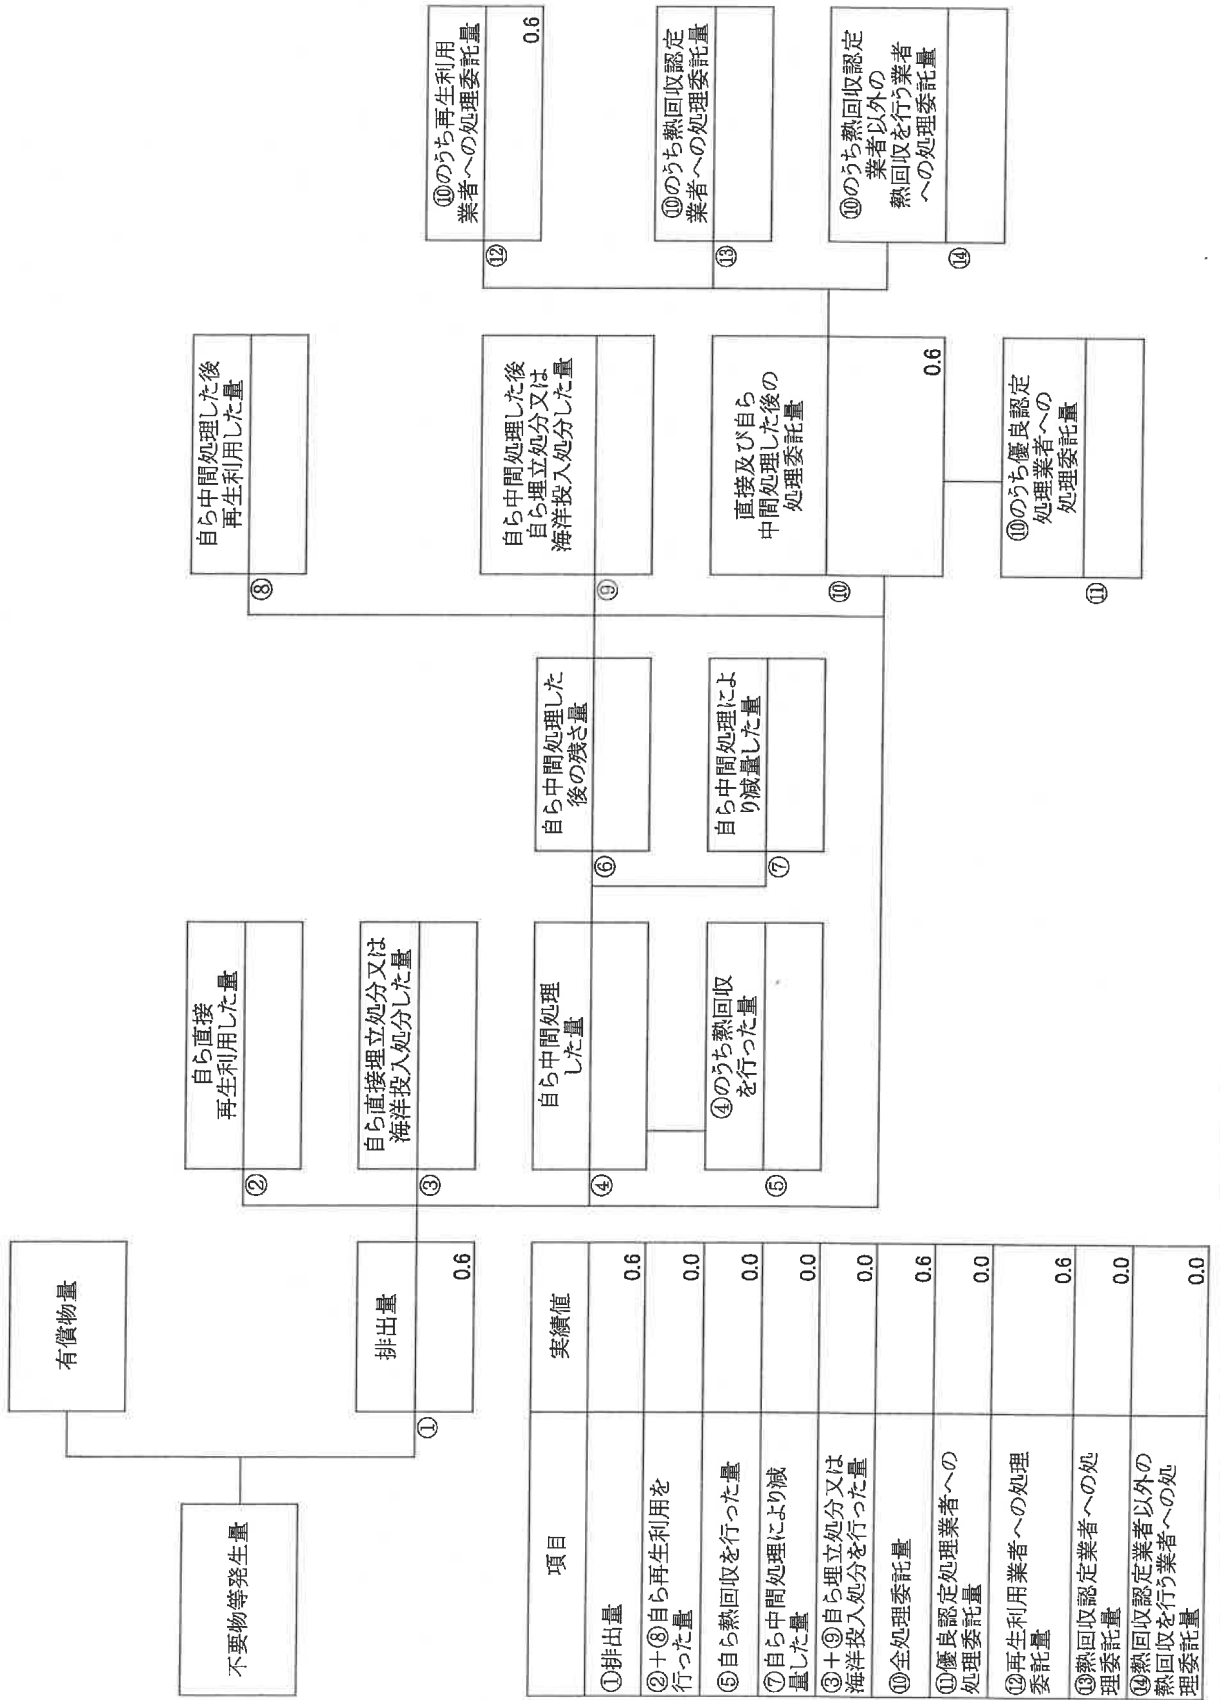 有償物量
不要物等発生量
①
排出量
0.6
②
自ら直接
再生利用した量
③
自ら直接埋立処分又は
海洋投入処分した量
④
自ら中間処理
した量
⑤
④のうち熱回収
を行った量
⑥
自ら中間処理した
後の残さ量
⑦
自ら中間処理によ
り減量した量
⑧
自ら中間処理した後
再生利用した量
⑨
自ら中間処理した後
自ら埋立処分又は
海洋投入処分した量
⑩
直接及び自ら
中間処理した後の
処理委託量
0.6
⑪
⑩のうち優良認定
処理業者への
処理委託量
⑫
⑩のうち再生利用
業者への処理委託量
0.6
⑬
⑩のうち熱回収認定
業者への処理委託量
⑭
⑩のうち熱回収認定
業者以外の
熱回収を行う業者
への処理委託量
項目 実績値
①排出量 0.6
②+⑧自ら再生利用を
行った量 0.0
⑤自ら熱回収を行った量 0.0
⑦自ら中間処理により減
量した量 0.0
③+⑨自ら埋立処分又は
海洋投入処分を行った量 0.0
⑩全処理委託量 0.6
⑪優良認定処理業者への
処理委託量 0.0
⑫再生利用業者への処理
委託量 0.6
⑬熱回収認定業者への処
理委託量 0.0
⑭熱回収認定業者以外の
熱回収を行う業者への処
理委託量 0.0